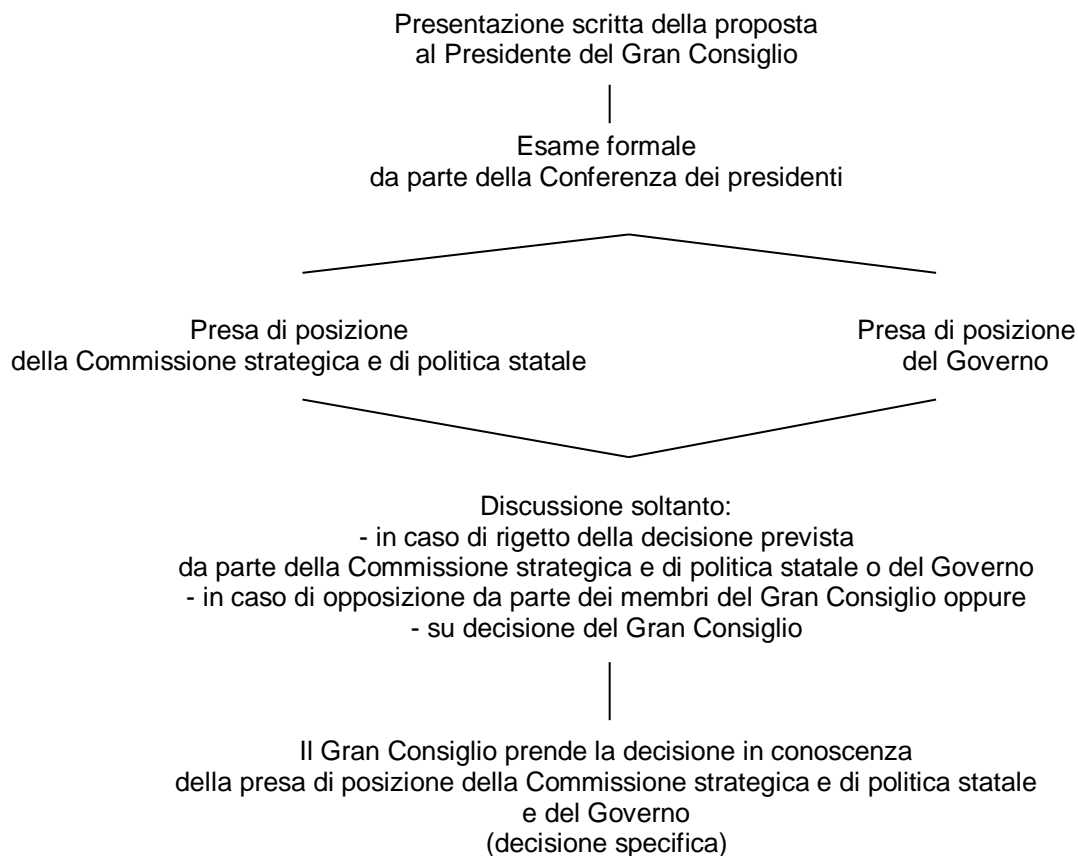 Presentazione scritta della proposta
al Presidente del Gran Consiglio
Esame formale
da parte della Conferenza dei presidenti
Presa di posizione
della Commissione strategica e di politica statale
Presa di posizione
del Governo
Discussione soltanto:
- in caso di rigetto della decisione prevista
da parte della Commissione strategica e di politica statale o del Governo
- in caso di opposizione da parte dei membri del Gran Consiglio oppure
- su decisione del Gran Consiglio
Il Gran Consiglio prende la decisione in conoscenza
della presa di posizione della Commissione strategica e di politica statale
e del Governo
(decisione specifica)